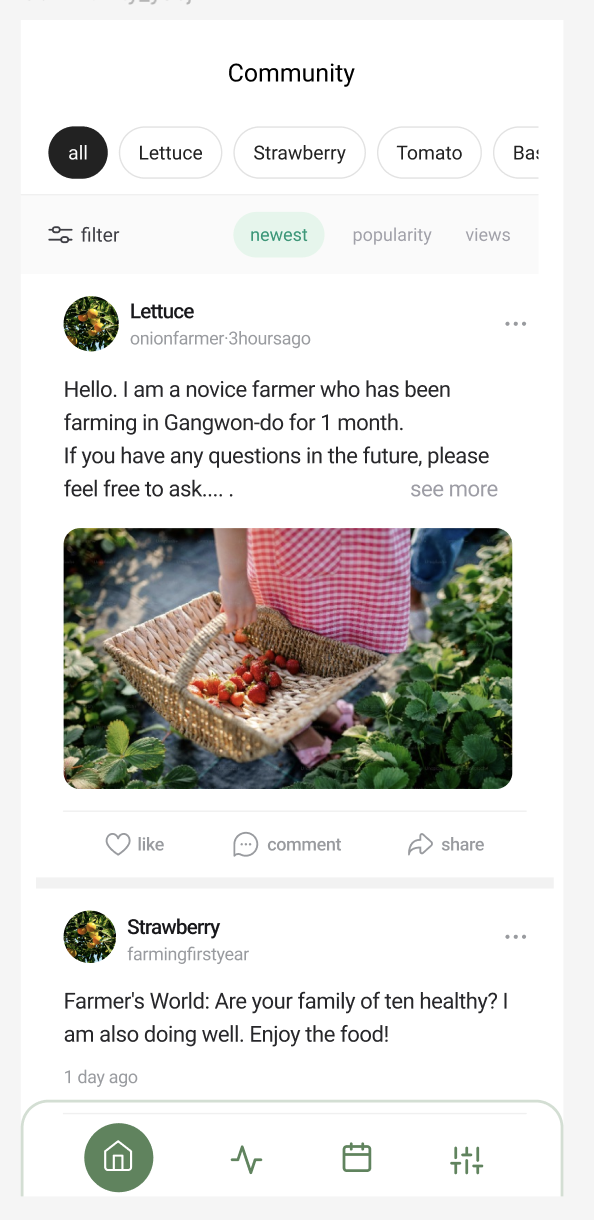 Community
all Lettuce Strawberry Tomato
filter newest popularity views
Lettuce
onionfarmer·3hoursago
Hello. I am a novice farmer who has been
farming in Gangwon-do for 1 month.
If you have any questions in the future, please
feel free to ask.... . see more
like comment share
Strawberry
farmingfirstyear
Farmer's World: Are your family of ten healthy? I
am also doing well. Enjoy the food!
1 day ago